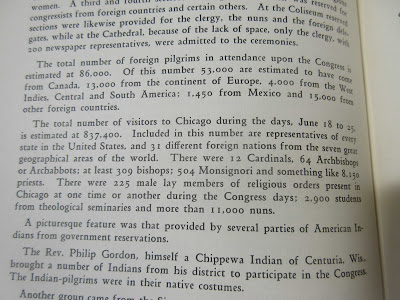 women. A third and fourth section was reserved for
congressists from foreign countries and certain others. At the Coliseum reserved
sections were likewise provided for the clergy, the nuns and the foreign dele-
gates, while at the Cathedral, because of the lack of space, only the clergy, with
200 newspaper representatives, were admitted to the ceremonies.
The total number of foreign pilgrims in attendance upon the Congress is
estimated at 86,000. Of this number 53,000 are estimated to have come
from Canada, 13,000 from the continent of Europe, 4,000 from the West
Indies, Central and South America; 1,450 from Mexico and 15,000 from
other foreign countries.
The total number of visitors to Chicago during the days, June 18 to 25,
is estimated at 837,400. Included in this number are representatives of every
state in the United States, and 31 different foreign nations from the seven great
geographical areas of the world. There were 12 Cardinals, 64 Archbishops
or Archabbots; at least 309 bishops; 504 Monsignori and something like 8,150
priests. There were 225 male lay members of religious orders present in
Chicago at one time or another during the Congress days; 2,900 students
from theological seminaries and more than 11,000 nuns.
A picturesque feature was that provided by several parties of American In-
dians from government reservations.
The Rev. Philip Gordon, himself a Chippewa Indian of Centuria, Wis.
brought a number of Indians from his district to participate in the Congress.
The Indian-pilgrims were in their native costumes.
Another group came from the